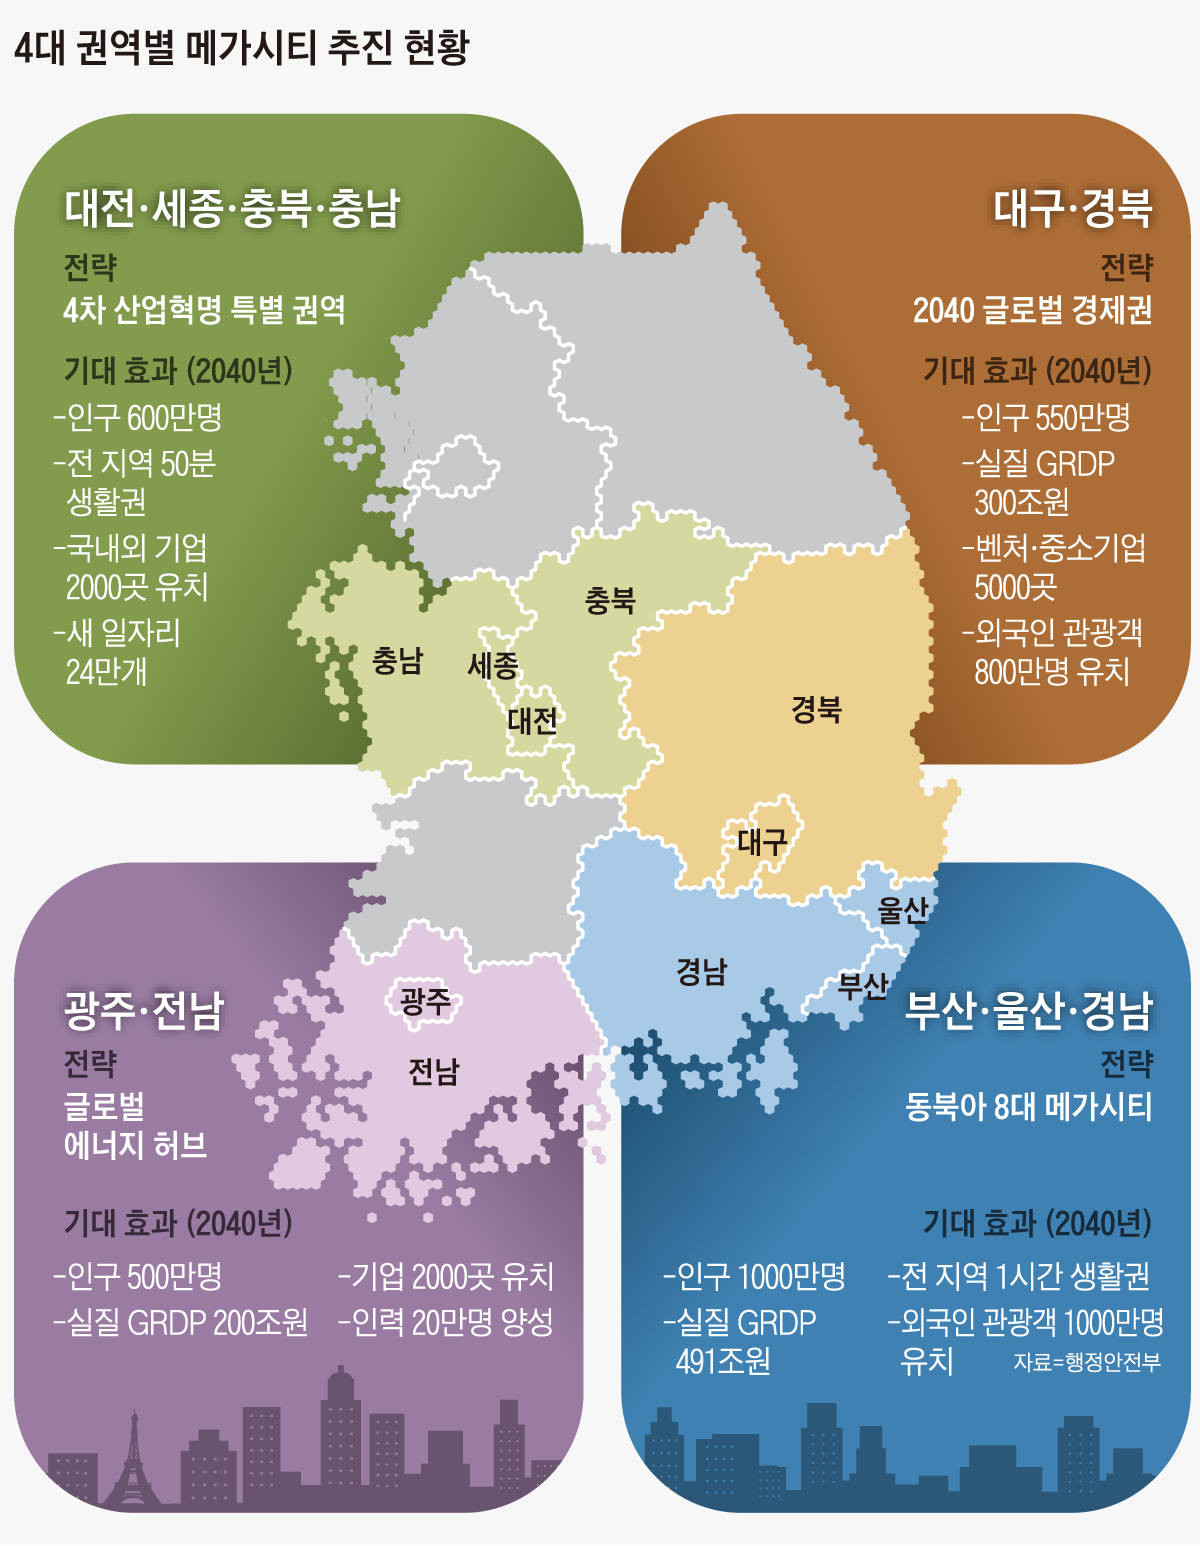 4대 권역별 메가시티 추진 현황
대전·세종·충북·충남
전략
4차 산업혁명 특별 권역
기대 효과 (2040년)
-인구 600만명
-전 지역 50분
생활권
-국내외 기업
2000곳 유치
-새 일자리
24만개
대구·경북
전략
2040 글로벌 경제권
기대 효과 (2040년)
-인구 550만명
-실질 GRDP
300조원
-벤처·중소기업
5000곳
-외국인 관광객
800만명 유치
충북
충남
세종
대전
경북
대구
울산
경남
부산
광주
전남
광주·전남
전략
글로벌
에너지 허브
기대 효과 (2040년)
-인구 500만명
-실질 GRDP 200조원
-기업 2000곳 유치
-인력 20만명 양성
부산·울산·경남
전략
동북아 8대 메가시티
기대 효과 (2040년)
-인구 1000만명
-실질 GRDP
491조원
-전 지역 1시간 생활권
-외국인 관광객 1000만명
유치
자료=행정안전부